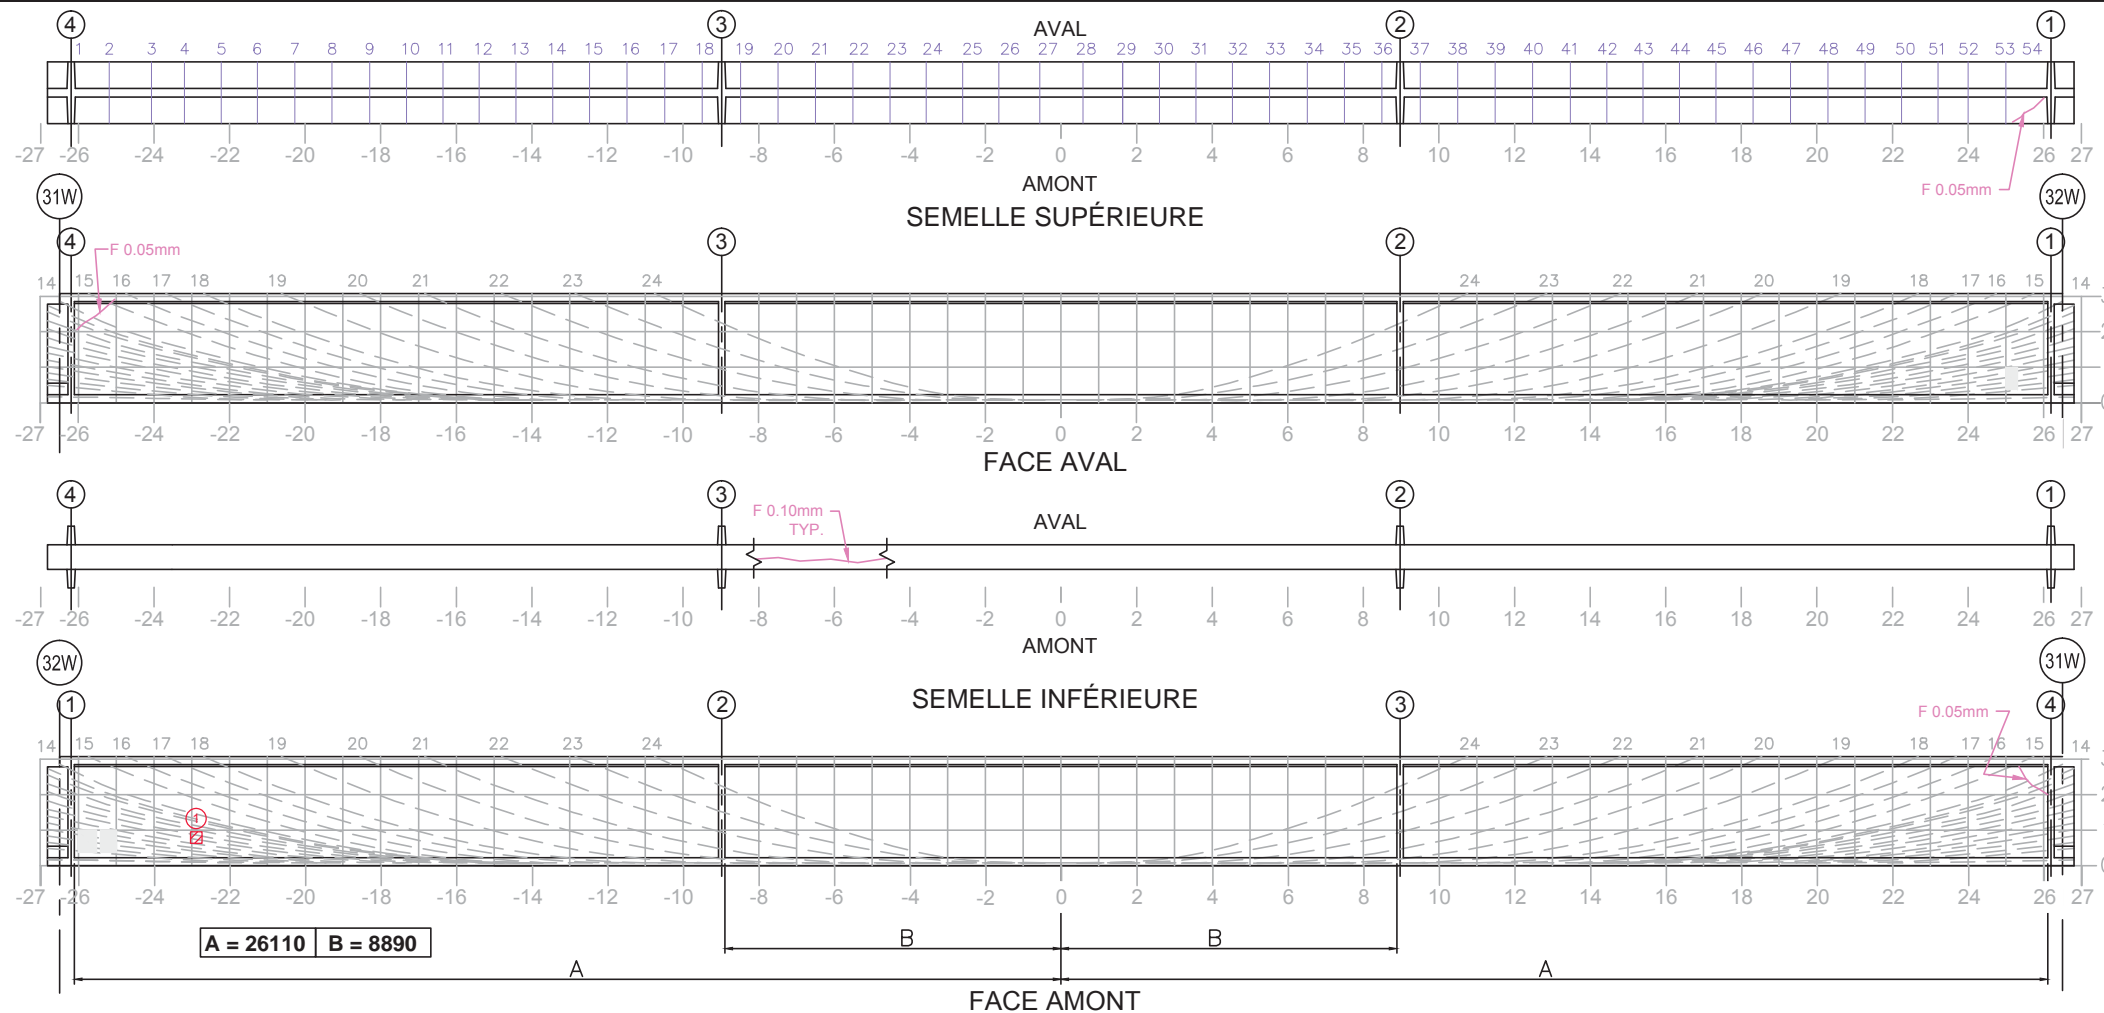 4 3 AVAL 2 1
1 2 3 4 5 6 7 8 9 10 11 12 13 14 15 16 17 18 19 20 21 22 23 24 25 26 27 28 29 30 31 32 33 34 35 36 37 38 39 40 41 42 43 44 45 46 47 48 49 50 51 52 53 54
-27 -26 -24 -22 -20 -18 -16 -14 -12 -10 -8 -6 -4 -2 0 2 4 6 8 10 12 14 16 18 20 22 24 26 27
AMONT
F 0.05mm
31W 32W
SEMELLE SUPÉRIEURE
4 3 2 1
F 0.05mm
14 15 16 17 18 19 20 21 22 23 24 24 23 22 21 20 19 18 17 16 15 14
-27 -26 -24 -22 -20 -18 -16 -14 -12 -10 -8 -6 -4 -2 0 2 4 6 8 10 12 14 16 18 20 22 24 26 27
FACE AVAL
4 3 2 1
F 0.10mm
TYP.
AVAL
-27 -26 -24 -22 -20 -18 -16 -14 -12 -10 -8 -6 -4 -2 0 2 4 6 8 10 12 14 16 18 20 22 24 26 27
AMONT
32W 31W
SEMELLE INFÉRIEURE
1 2 3 4
F 0.05mm
14 15 16 17 18 19 20 21 22 23 24 24 23 22 21 20 19 18 17 16 15 14
1
-27 -26 -24 -22 -20 -18 -16 -14 -12 -10 -8 -6 -4 -2 0 2 4 6 8 10 12 14 16 18 20 22 24 26 27
A = 26110 B = 8890
B B
A A
FACE AMONT